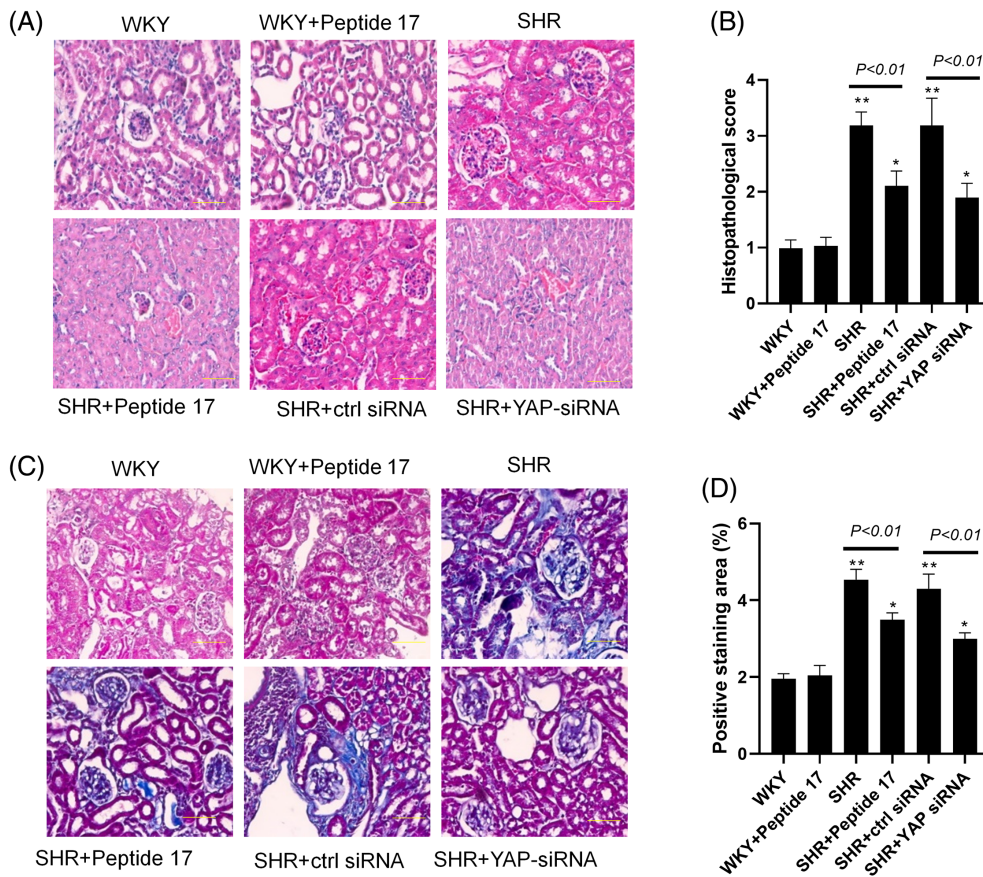 (A)
WKY
WKY+Peptide 17
SHR
SHR+Peptide 17
SHR+ctrl siRNA
SHR+YAP-siRNA
(B)
Histopathological score
4
3
2
1
0
P<0.01
P<0.01
**
*
**
*
WKY
WKY+Peptide 17
SHR
SHR+Peptide 17
SHR+ctrl siRNA
SHR+YAP siRNA
(C)
WKY
WKY+Peptide 17
SHR
SHR+Peptide 17
SHR+ctrl siRNA
SHR+YAP-siRNA
(D)
Positive staining area (%)
6
4
2
0
P<0.01
P<0.01
**
*
**
*
WKY
WKY+Peptide 17
SHR
SHR+Peptide 17
SHR+ctrl siRNA
SHR+YAP siRNA